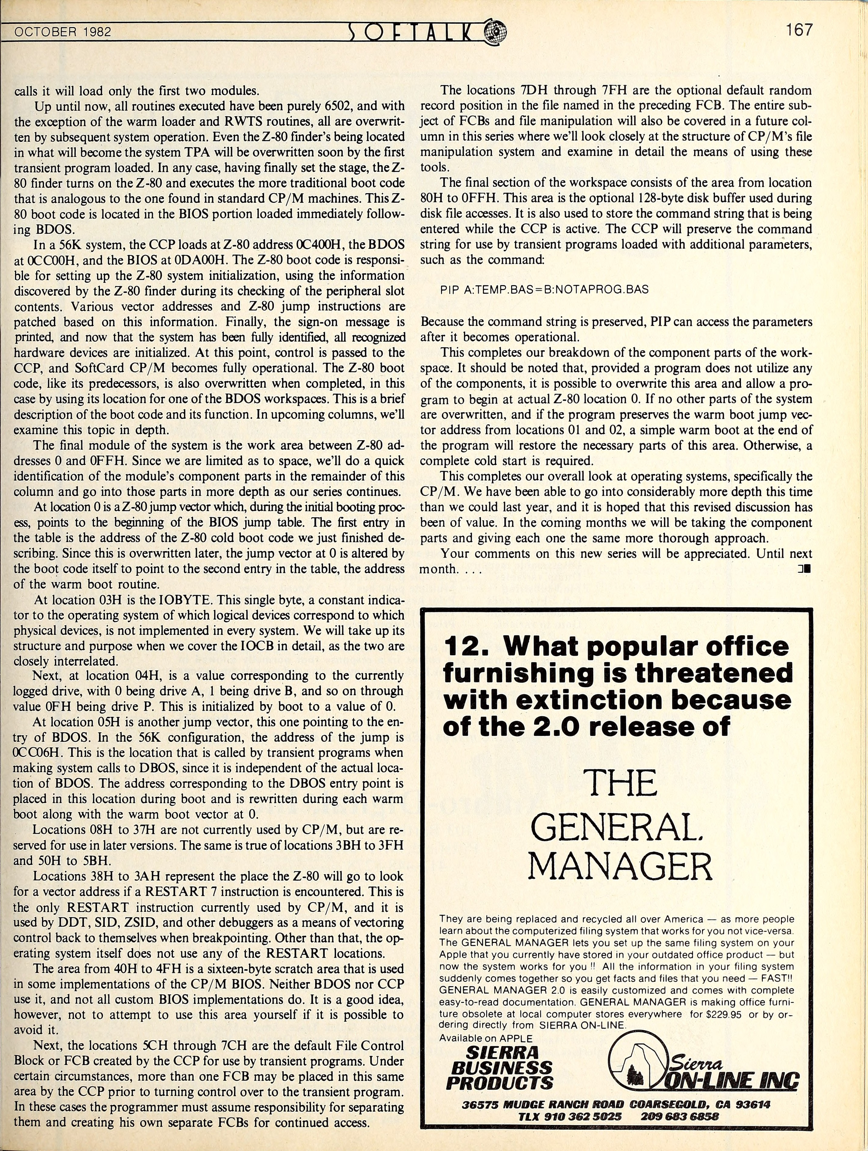 OCTOBER 1982
SOFTALK
167
calls it will load only the first two modules.
Up until now, all routines executed have been purely 6502, and with
the exception of the warm loader and RWTS routines, all are overwrit-
ten by subsequent system operation. Even the Z-80 finder's being located
in what will become the system TPA will be overwritten soon by the first
transient program loaded. In any case, having finally set the stage, the Z-
80 finder turns on the Z-80 and executes the more traditional boot code
that is analogous to the one found in standard CP/M machines. This Z-
80 boot code is located in the BIOS portion loaded immediately follow-
ing BDOS.
In a 56K system, the CCP loads at Z-80 address 0C400H, the BDOS
at 0CC00H, and the BIOS at 0DA00H. The Z-80 boot code is responsi-
ble for setting up the Z-80 system initialization, using the information
discovered by the Z-80 finder during its checking of the peripheral slot
contents. Various vector addresses and Z-80 jump instructions are
patched based on this information. Finally, the sign-on message is
printed, and now that the system has been fully identified, all recognized
hardware devices are initialized. At this point, control is passed to the
CCP, and SoftCard CP/M becomes fully operational. The Z-80 boot
code, like its predecessors, is also overwritten when completed, in this
case by using its location for one of the BDOS workspaces. This is a brief
description of the boot code and its function. In upcoming columns, we'll
examine this topic in depth.
The final module of the system is the work area between Z-80 ad-
dresses 0 and 0FFH. Since we are limited as to space, we'll do a quick
identification of the module's component parts in the remainder of this
column and go into those parts in more depth as our series continues.
At location 0 is a Z-80 jump vector which, during the initial booting proc-
ess, points to the beginning of the BIOS jump table. The first entry in
the table is the address of the Z-80 cold boot code we just finished de-
scribing. Since this is overwritten later, the jump vector at 0 is altered by
the boot code itself to point to the second entry in the table, the address
of the warm boot routine.
At location 03H is the IOBYTE. This single byte, a constant indica-
tor to the operating system of which logical devices correspond to which
physical devices, is not implemented in every system. We will take up its
structure and purpose when we cover the IOCB in detail, as the two are
closely interrelated.
Next, at location 04H, is a value corresponding to the currently
logged drive, with 0 being drive A, 1 being drive B, and so on through
value 0FH being drive P. This is initialized by boot to a value of 0.
At location 05H is another jump vector, this one pointing to the en-
try of BDOS. In the 56K configuration, the address of the jump is
0CC06H. This is the location that is called by transient programs when
making system calls to DBOS, since it is independent of the actual loca-
tion of BDOS. The address corresponding to the DBOS entry point is
placed in this location during boot and is rewritten during each warm
boot along with the warm boot vector at 0.
Locations 08H to 37H are not currently used by CP/M, but are re-
served for use in later versions. The same is true of locations 3BH to 3FH
and 50H to 5BH.
Locations 38H to 3AH represent the place the Z-80 will go to look
for a vector address if a RESTART 7 instruction is encountered. This is
the only RESTART instruction currently used by CP/M, and it is
used by DDT, SID, ZSID, and other debuggers as a means of vectoring
control back to themselves when breakpointing. Other than that, the op-
erating system itself does not use any of the RESTART locations.
The area from 40H to 4FH is a sixteen-byte scratch area that is used
in some implementations of the CP/M BIOS. Neither BDOS nor CCP
use it, and not all custom BIOS implementations do. It is a good idea,
however, not to attempt to use this area yourself if it is possible to
avoid it.
Next, the locations 5CH through 7CH are the default File Control
Block or FCB created by the CCP for use by transient programs. Under
certain circumstances, more than one FCB may be placed in this same
area by the CCP prior to turning control over to the transient program.
In these cases the programmer must assume responsibility for separating
them and creating his own separate FCBs for continued access.
The locations 7DH through 7FH are the optional default random
record position in the file named in the preceding FCB. The entire sub-
ject of FCBs and file manipulation will also be covered in a future col-
umn in this series where we'll look closely at the structure of CP/M's file
manipulation system and examine in detail the means of using these
tools.
The final section of the workspace consists of the area from location
80H to 0FFH. This area is the optional 128-byte disk buffer used during
disk file accesses. It is also used to store the command string that is being
entered while the CCP is active. The CCP will preserve the command
string for use by transient programs loaded with additional parameters,
such as the command:
PIP A:TEMP.BAS=B:NOTAPROG.BAS
Because the command string is preserved, PIP can access the parameters
after it becomes operational.
This completes our breakdown of the component parts of the work-
space. It should be noted that, provided a program does not utilize any
of the components, it is possible to overwrite this area and allow a pro-
gram to begin at actual Z-80 location 0. If no other parts of the system
are overwritten, and if the program preserves the warm boot jump vec-
tor address from locations 01 and 02, a simple warm boot at the end of
the program will restore the necessary parts of this area. Otherwise, a
complete cold start is required.
This completes our overall look at operating systems, specifically the
CP/M. We have been able to go into considerably more depth this time
than we could last year, and it is hoped that this revised discussion has
been of value. In the coming months we will be taking the component
parts and giving each one the same more thorough approach.
Your comments on this new series will be appreciated. Until next
month. . . .
12. What popular office
furnishing is threatened
with extinction because
of the 2.0 release of
THE
GENERAL
MANAGER
They are being replaced and recycled all over America — as more people
learn about the computerized filing system that works for you not vice-versa.
The GENERAL MANAGER lets you set up the same filing system on your
Apple that you currently have stored in your outdated office product — but
now the system works for you !! All the information in your filing system
suddenly comes together so you get facts and files that you need — FAST!!
GENERAL MANAGER 2.0 is easily customized and comes with complete
easy-to-read documentation. GENERAL MANAGER is making office furni-
ture obsolete at local computer stores everywhere for $229.95 or by or-
dering directly from SIERRA ON-LINE.
Available on APPLE
SIERRA
BUSINESS
PRODUCTS
Sierra
ON-LINE INC
36575 MUDGE RANCH ROAD COARSEGOLD, CA 93614
TLX 910 362 5025 209 683 6858